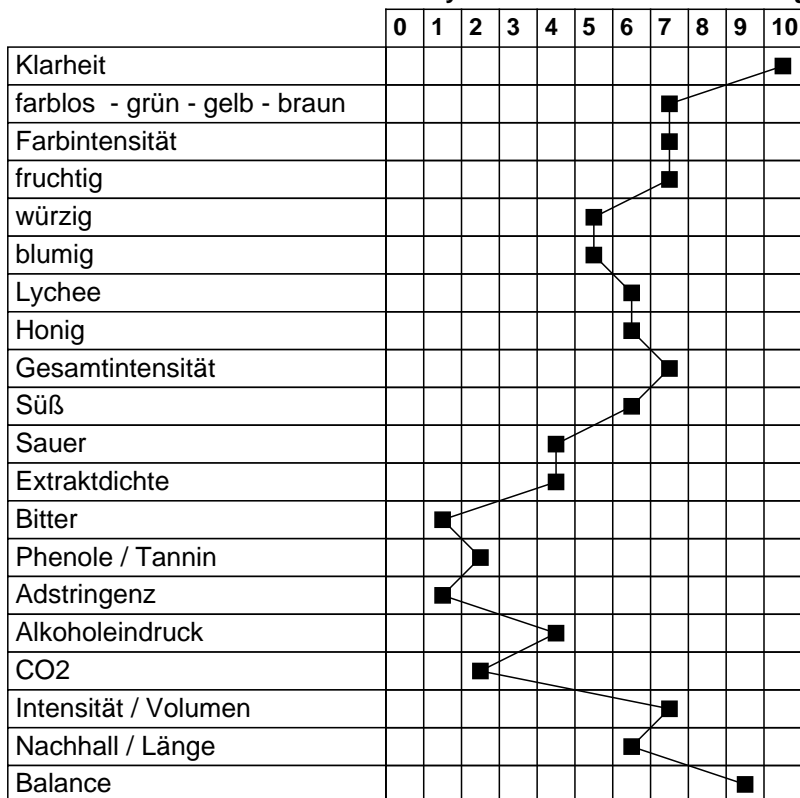 0 1 2 3 4 5 6 7 8 9 10
Klarheit
farblos - grün - gelb - braun
Farbintensität
fruchtig
würzig
blumig
Lychee
Honig
Gesamtintensität
Süß
Sauer
Extraktdichte
Bitter
Phenole / Tannin
Adstringenz
Alkoholeindruck
CO2
Intensität / Volumen
Nachhall / Länge
Balance